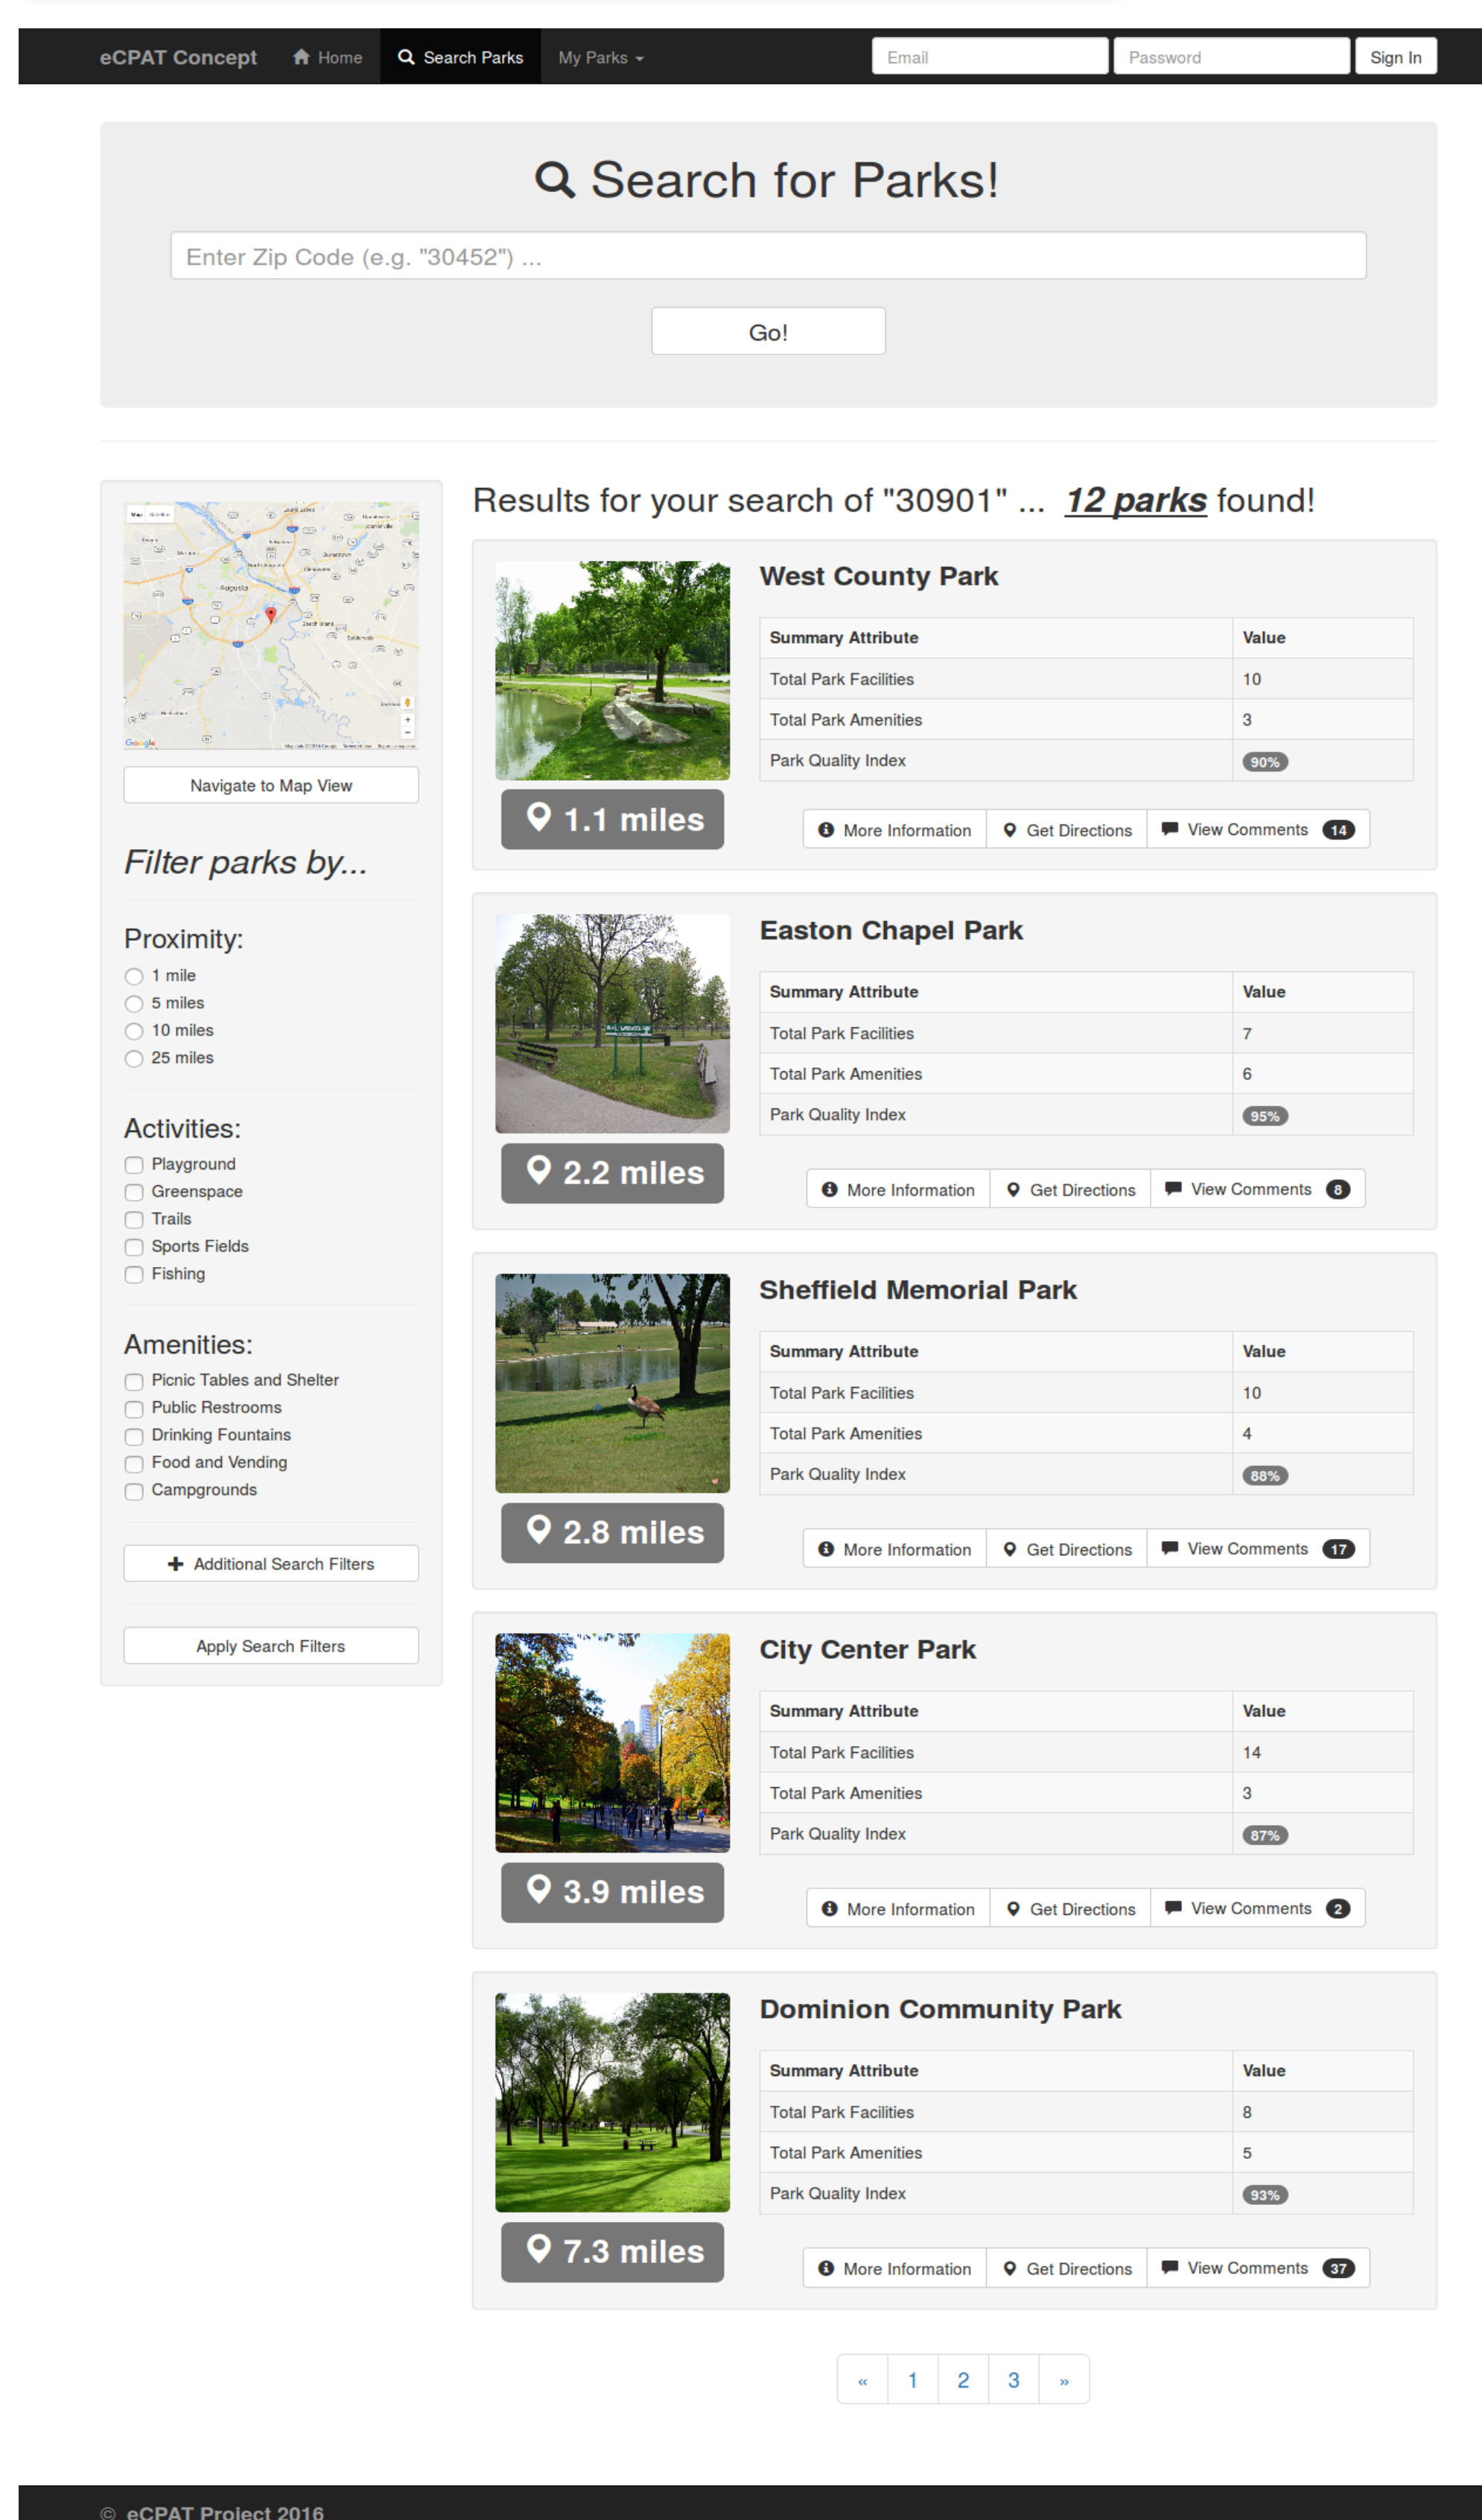 eCPAT Concept Home Search Parks My Parks Email Password Sign In
Search for Parks!
Enter Zip Code (e.g. "30452") ...
Go!
Map
Augusta
North Augusta
Beech Island
Google
Navigate to Map View
Filter parks by...
Proximity:
1 mile
5 miles
10 miles
25 miles
Activities:
Playground
Greenspace
Trails
Sports Fields
Fishing
Amenities:
Picnic Tables and Shelter
Public Restrooms
Drinking Fountains
Food and Vending
Campgrounds
Additional Search Filters
Apply Search Filters
Results for your search of "30901" ... 12 parks found!
West County Park
Summary Attribute Value
Total Park Facilities 10
Total Park Amenities 3
Park Quality Index 90%
1.1 miles
More Information Get Directions View Comments 14
Easton Chapel Park
Summary Attribute Value
Total Park Facilities 7
Total Park Amenities 6
Park Quality Index 95%
2.2 miles
More Information Get Directions View Comments 8
Sheffield Memorial Park
Summary Attribute Value
Total Park Facilities 10
Total Park Amenities 4
Park Quality Index 88%
2.8 miles
More Information Get Directions View Comments 17
City Center Park
Summary Attribute Value
Total Park Facilities 14
Total Park Amenities 3
Park Quality Index 87%
3.9 miles
More Information Get Directions View Comments 2
Dominion Community Park
Summary Attribute Value
Total Park Facilities 8
Total Park Amenities 5
Park Quality Index 93%
7.3 miles
More Information Get Directions View Comments 37
« 1 2 3 »
© eCPAT Project 2016